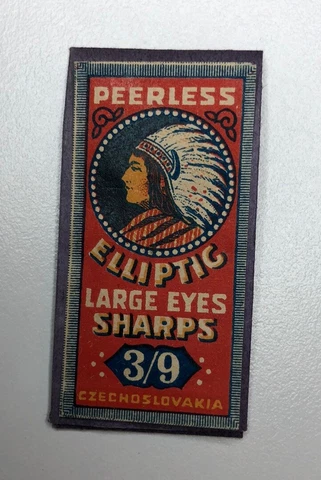 PEERLESS
ELLIPTIC
LARGE EYES
SHARPS
3/9
CZECHOSLOVAKIA